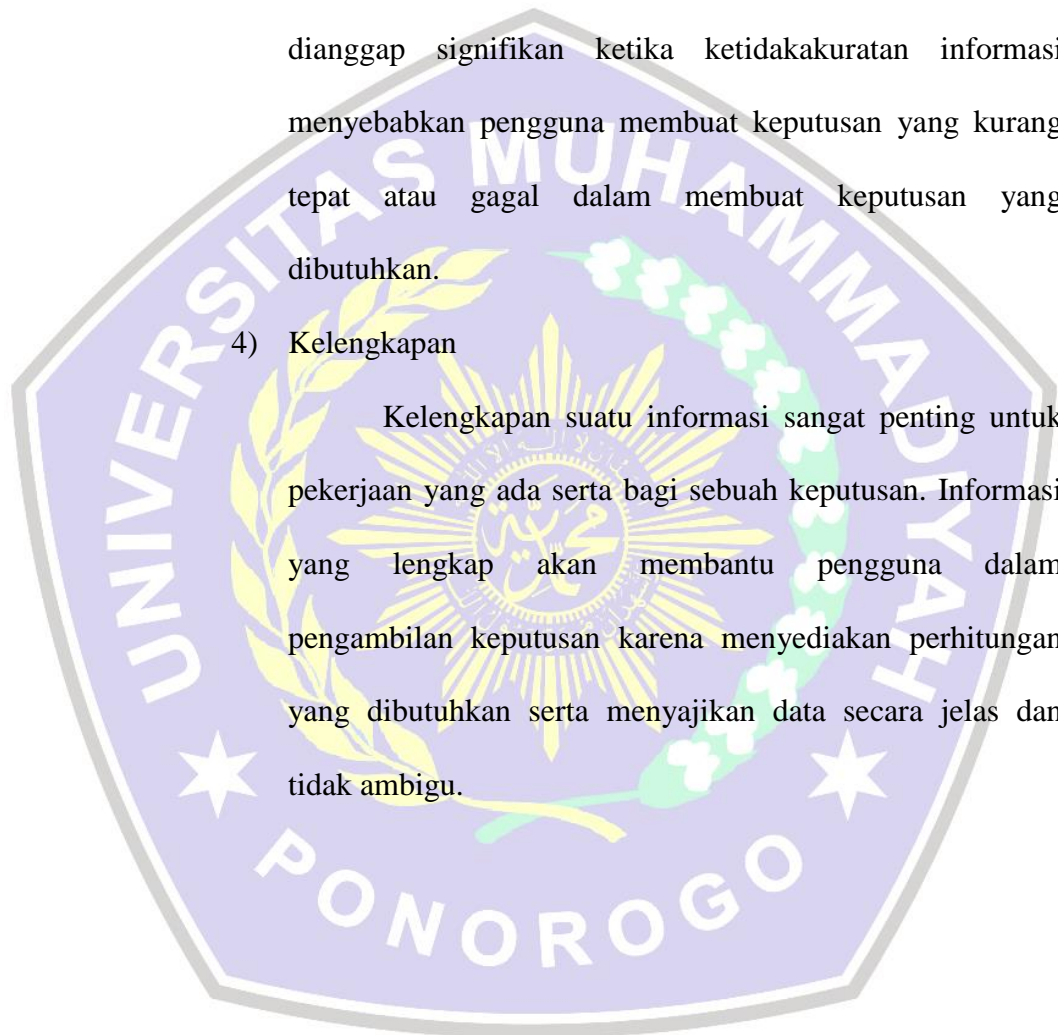 dianggap signifikan ketika ketidakakuratan informasi
menyebabkan pengguna membuat keputusan yang kurang
tepat atau gagal dalam membuat keputusan yang
dibutuhkan.
4) Kelengkapan
Kelengkapan suatu informasi sangat penting untuk
pekerjaan yang ada serta bagi sebuah keputusan. Informasi
yang lengkap akan membantu pengguna dalam
pengambilan keputusan karena menyediakan perhitungan
yang dibutuhkan serta menyajikan data secara jelas dan
tidak ambigu.
UNIVERSITAS MUHAMMADIYAH
PONOROGO